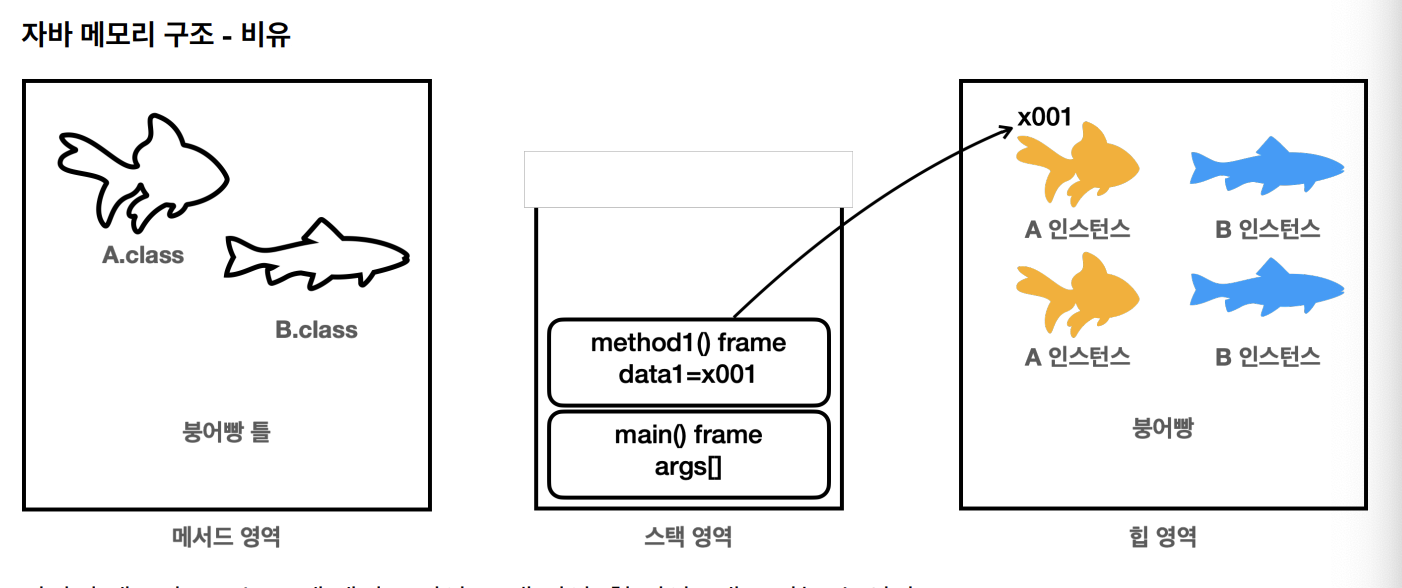 자바 메모리 구조 - 비유
A.class
B.class
붕어빵 틀
메서드 영역
method1() frame
data1=x001
main() frame
args[]
스택 영역
x001
A 인스턴스
B 인스턴스
A 인스턴스
B 인스턴스
붕어빵
힙 영역